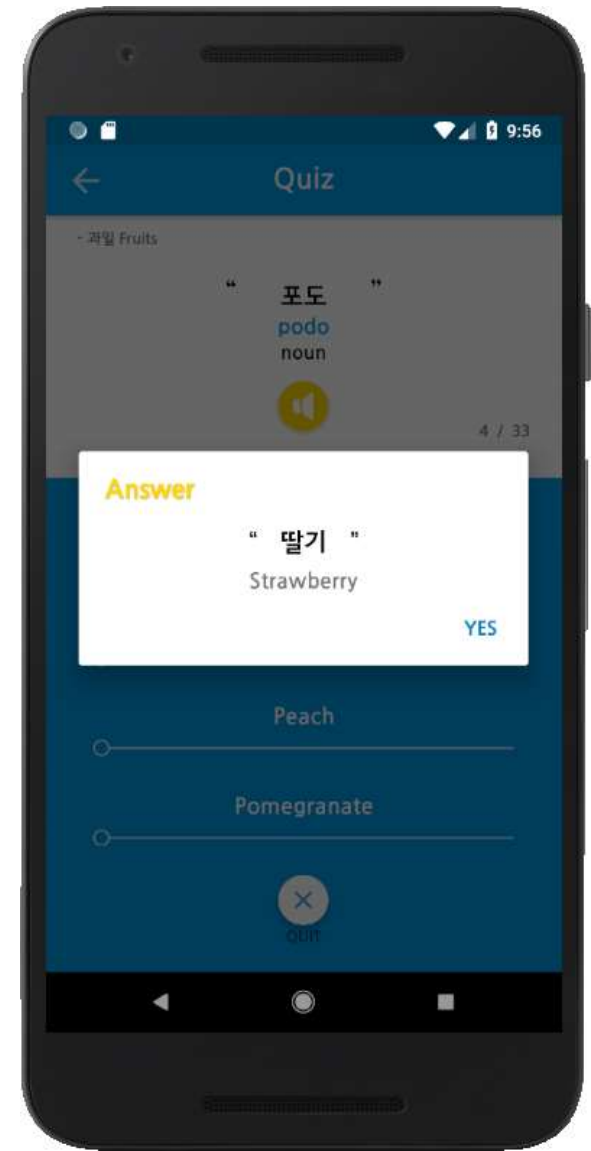 9:56
Quiz
- 과일 Fruits
“ 포도 ”
podo
noun
4 / 33
Answer
“ 딸기 ”
Strawberry
YES
Peach
Pomegranate
quit